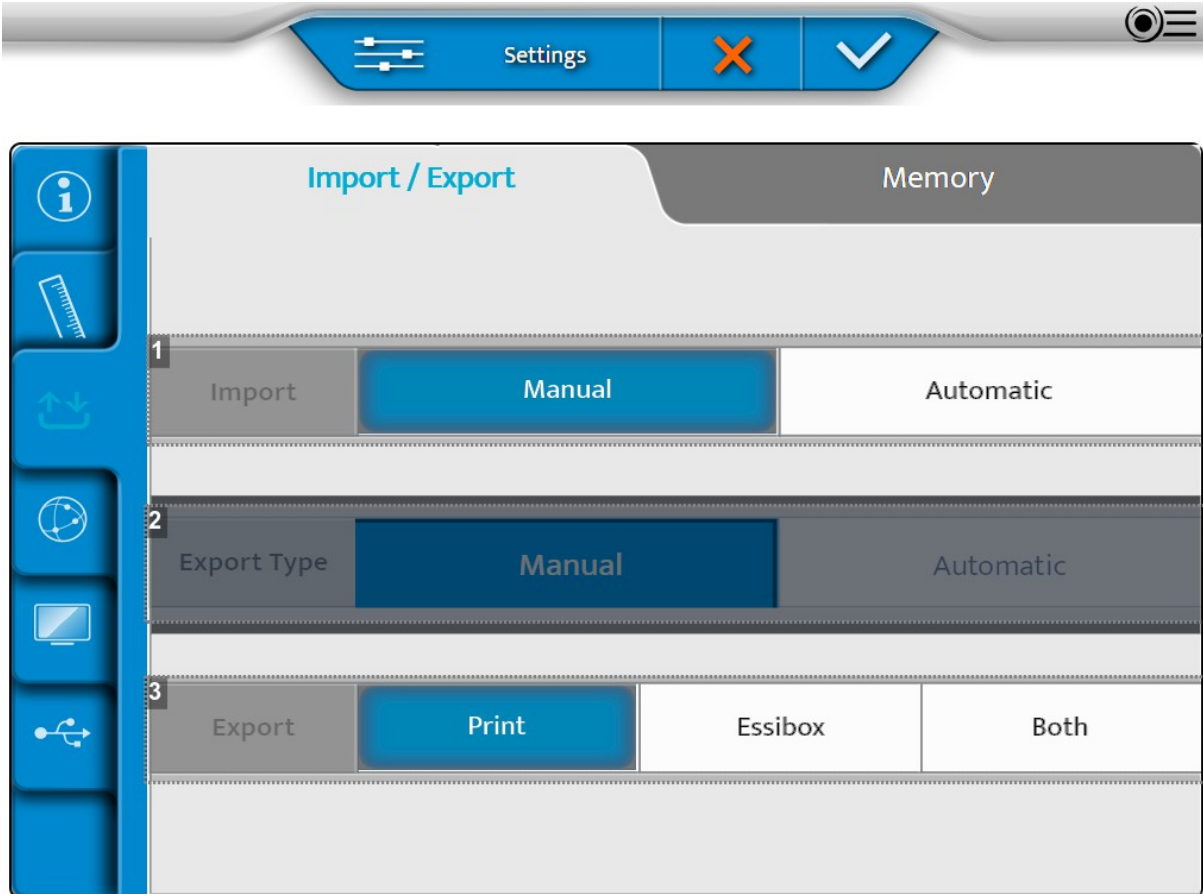 Settings
Import / Export
Memory
1
Import
Manual
Automatic
2
Export Type
Manual
Automatic
3
Export
Print
Essibox
Both